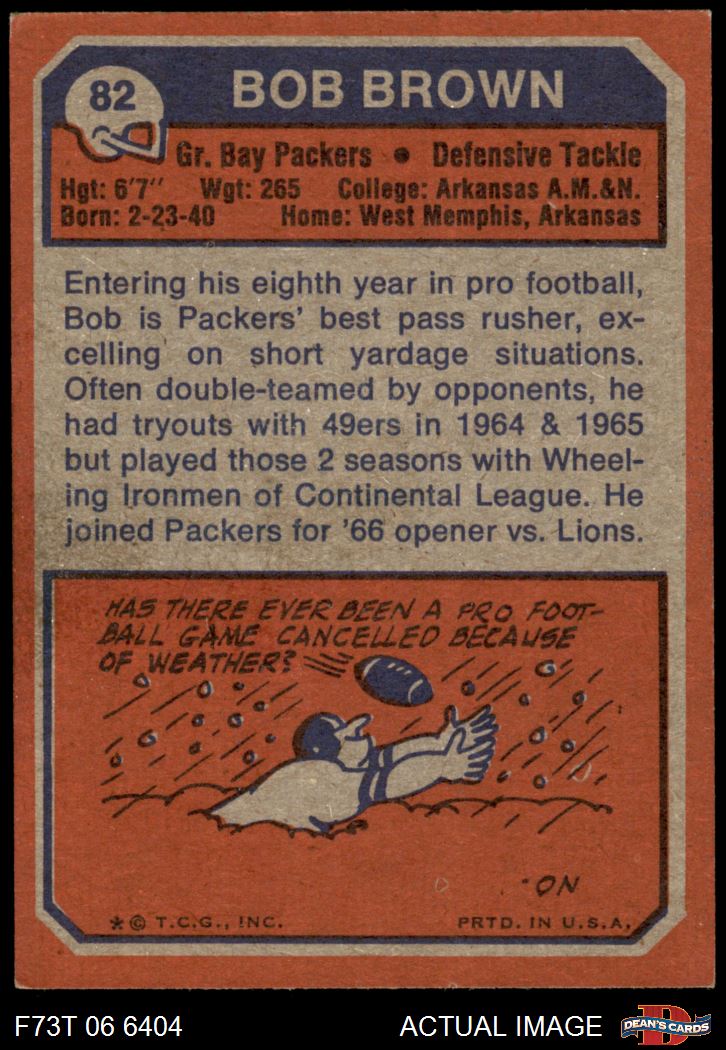 82
BOB BROWN
Gr. Bay Packers • Defensive Tackle
Hgt: 6'7" Wgt: 265 College: Arkansas A.M.&N.
Born: 2-23-40 Home: West Memphis, Arkansas
Entering his eighth year in pro football,
Bob is Packers' best pass rusher, ex-
celling on short yardage situations.
Often double-teamed by opponents, he
had tryouts with 49ers in 1964 & 1965
but played those 2 seasons with Wheel-
ing Ironmen of Continental League. He
joined Packers for '66 opener vs. Lions.
HAS THERE EVER BEEN A PRO FOOT-
BALL GAME CANCELLED BECAUSE
OF WEATHER?
ON
* © T.C.G., INC. PRTD. IN U.S.A.
F73T 06 6404 ACTUAL IMAGE
D
DEAN'S CARDS